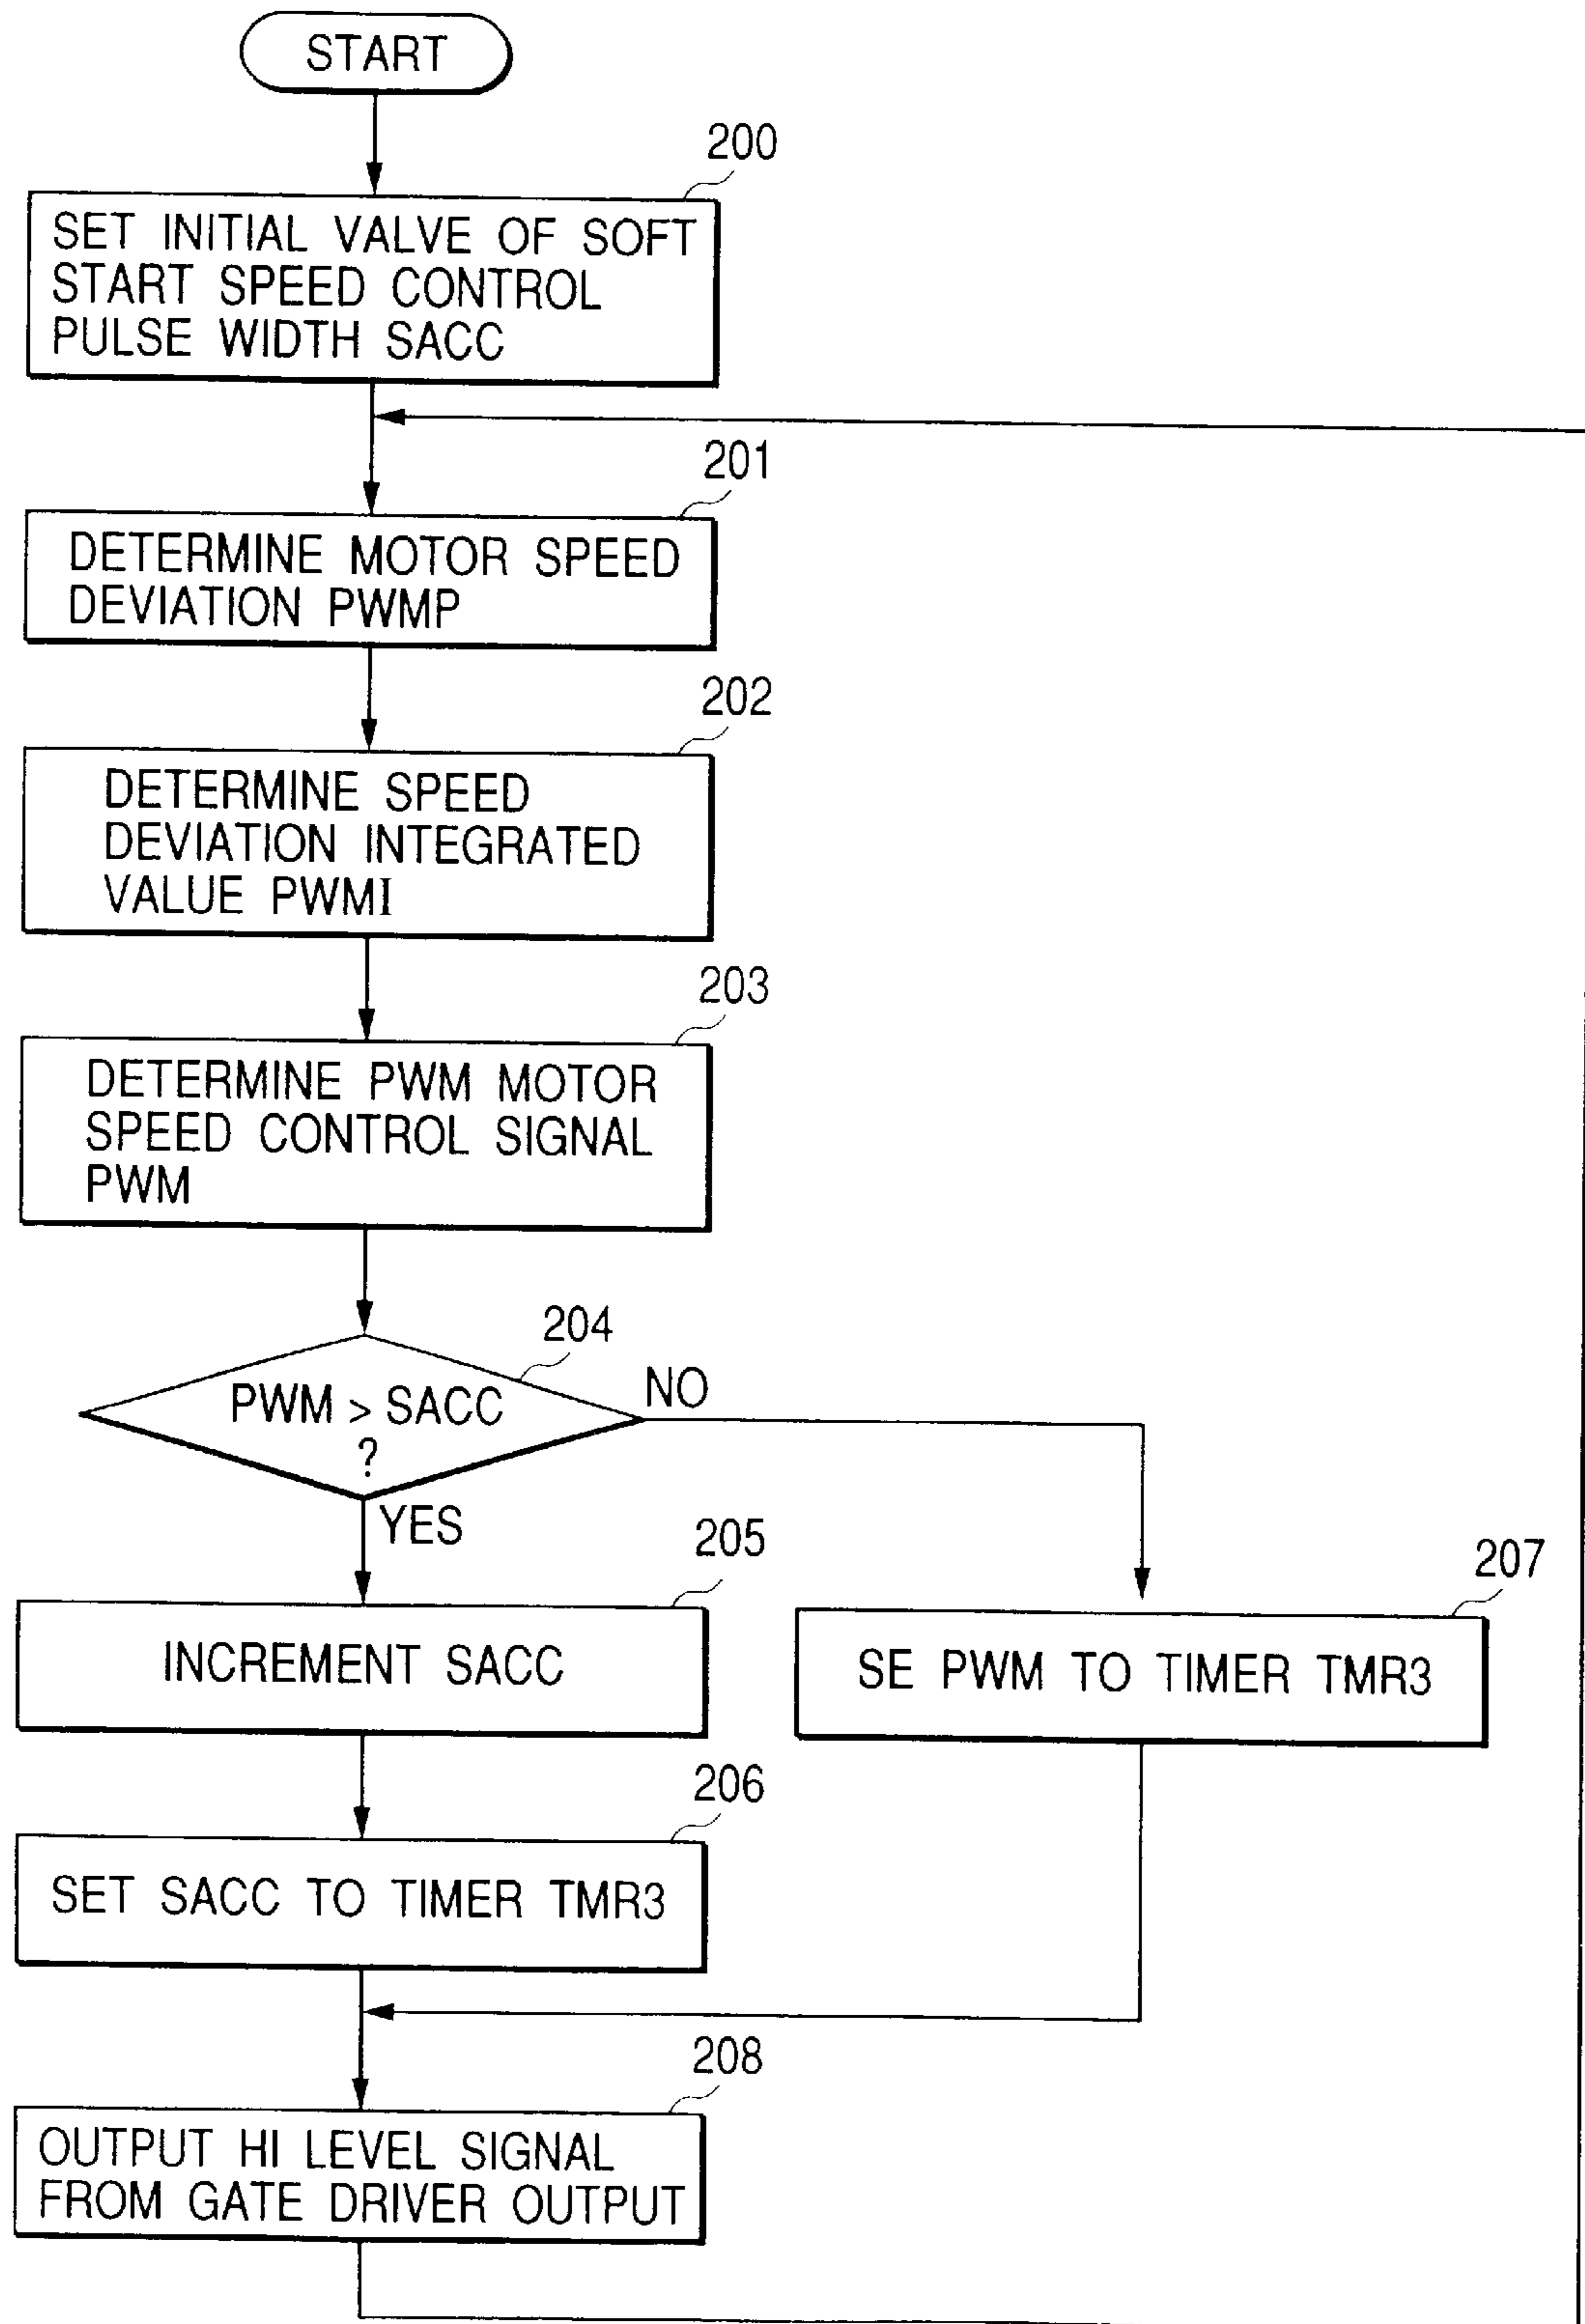 START
200
SET INITIAL VALVE OF SOFT
START SPEED CONTROL
PULSE WIDTH SACC
201
DETERMINE MOTOR SPEED
DEVIATION PWMP
202
DETERMINE SPEED
DEVIATION INTEGRATED
VALUE PWMI
203
DETERMINE PWM MOTOR
SPEED CONTROL SIGNAL
PWM
204
PWM > SACC
?
NO
YES
205
INCREMENT SACC
207
SE PWM TO TIMER TMR3
206
SET SACC TO TIMER TMR3
208
OUTPUT HI LEVEL SIGNAL
FROM GATE DRIVER OUTPUT